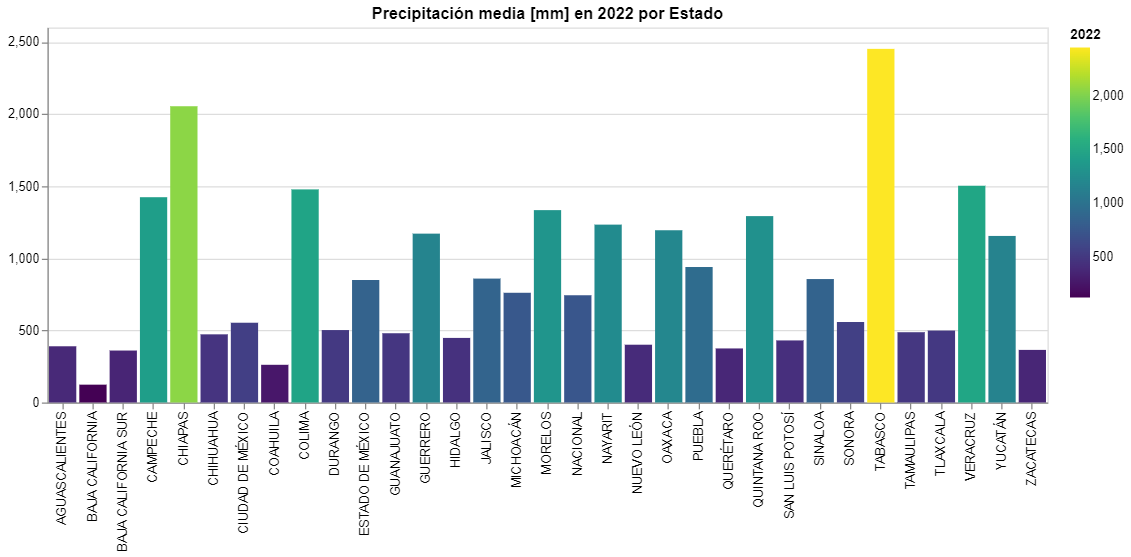 Precipitación media [mm] en 2022 por Estado
2,500
2,000
1,500
1,000
500
0
AGUASCALIENTES
BAJA CALIFORNIA
BAJA CALIFORNIA SUR
CAMPECHE
CHIAPAS
CHIHUAHUA
CIUDAD DE MÉXICO
COAHUILA
COLIMA
DURANGO
ESTADO DE MÉXICO
GUANAJUATO
GUERRERO
HIDALGO
JALISCO
MICHOACÁN
MORELOS
NACIONAL
NAYARIT
NUEVO LEÓN
OAXACA
PUEBLA
QUERÉTARO
QUINTANA ROO
SAN LUIS POTOSÍ
SINALOA
SONORA
TABASCO
TAMAULIPAS
TLAXCALA
VERACRUZ
YUCATÁN
ZACATECAS
2022
2,000
1,500
1,000
500